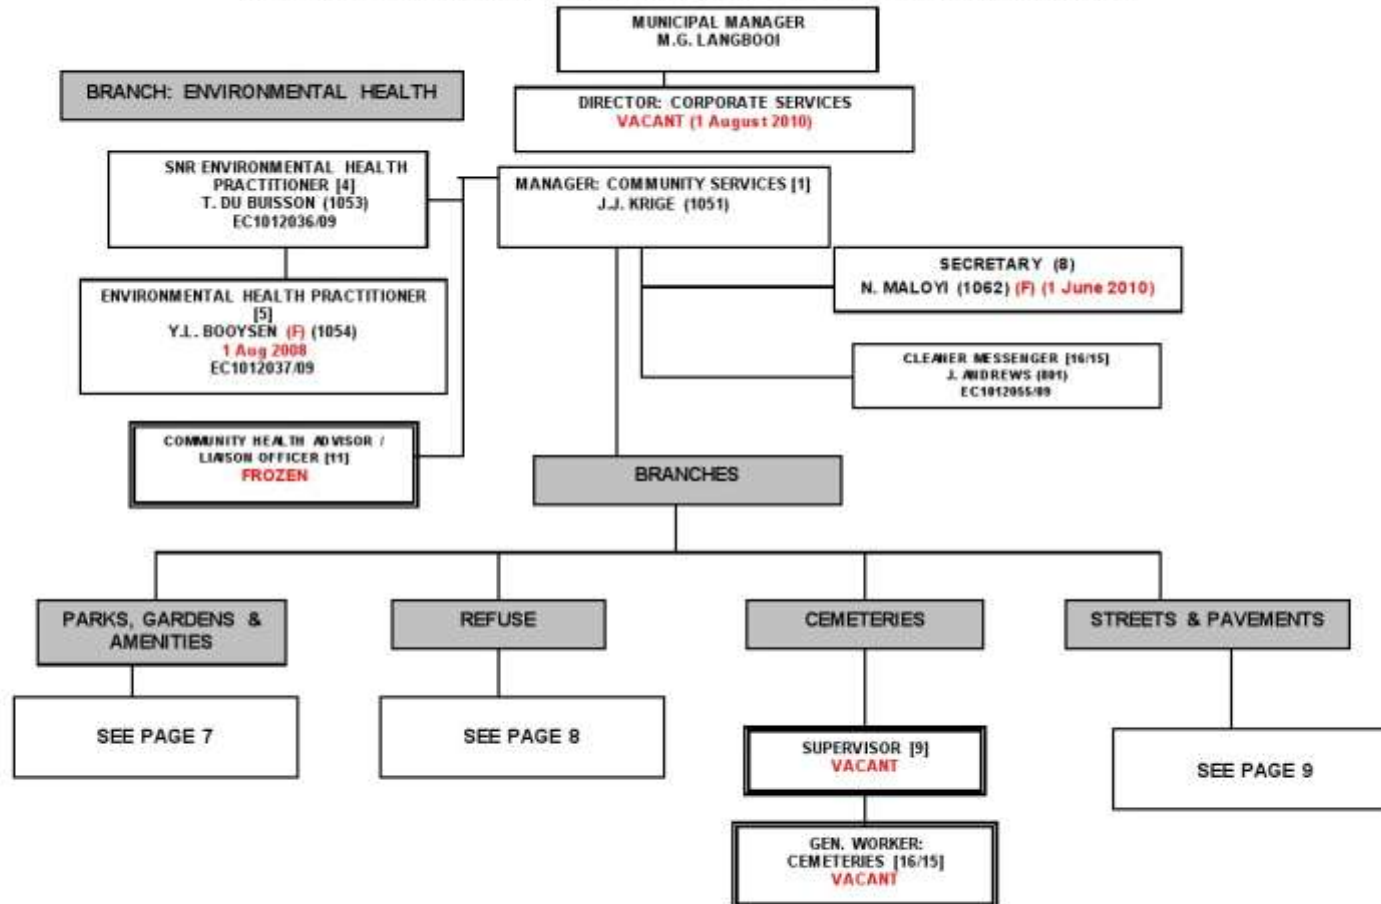 MUNICIPAL MANAGER
M.G. LANGBOOI
BRANCH: ENVIRONMENTAL HEALTH
DIRECTOR: CORPORATE SERVICES
VACANT (1 August 2010)
SNR ENVIRONMENTAL HEALTH
PRACTITIONER [4]
T. DU BUISSON (1053)
EC1012036/09
MANAGER: COMMUNITY SERVICES [1]
J.J. KRIGE (1051)
SECRETARY (8)
N. MALOYI (1062) (F) (1 June 2010)
ENVIRONMENTAL HEALTH PRACTITIONER
[5]
Y.L. BOOYSEN (F) (1054)
1 Aug 2008
EC1012037/09
CLEANER MESSENGER [16/15]
J. ANDREWS (801)
EC1012055/09
COMMUNITY HEALTH ADVISOR /
LIAISON OFFICER [11]
FROZEN
BRANCHES
PARKS, GARDENS &
AMENITIES
REFUSE
CEMETERIES
STREETS & PAVEMENTS
SEE PAGE 7
SEE PAGE 8
SUPERVISOR [9]
VACANT
SEE PAGE 9
GEN. WORKER:
CEMETERIES [16/15]
VACANT